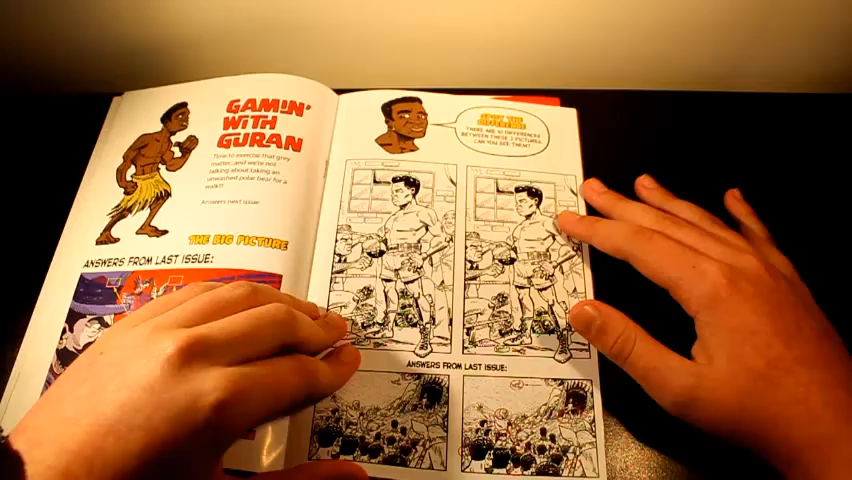 GAMIN'
WITH
GURAN
Time to exercise that grey
matter, and we're not
talking about taking an
unwashed polar bear for a
walk!!
Answers next issue
THE BIG PICTURE
ANSWERS FROM LAST ISSUE:
SPOT THE
DIFFERENCE
THERE ARE 10 DIFFERENCES
BETWEEN THESE 2 PICTURES.
CAN YOU SEE THEM?
ANSWERS FROM LAST ISSUE: